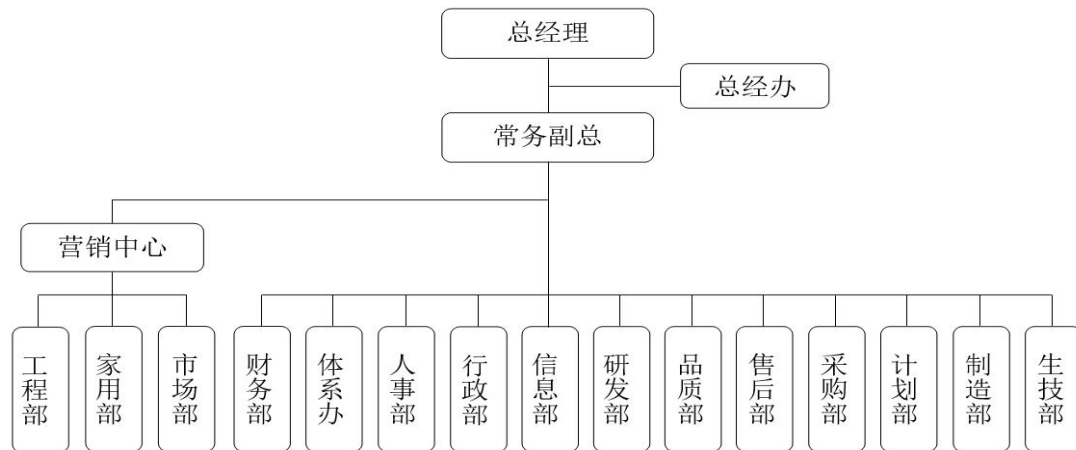 总经理
总经办
常务副总
营销中心
工程部
家用部
市场部
财务部
体系办
人事部
行政部
信息部
研发部
品质部
售后部
采购部
计划部
制造部
生技部